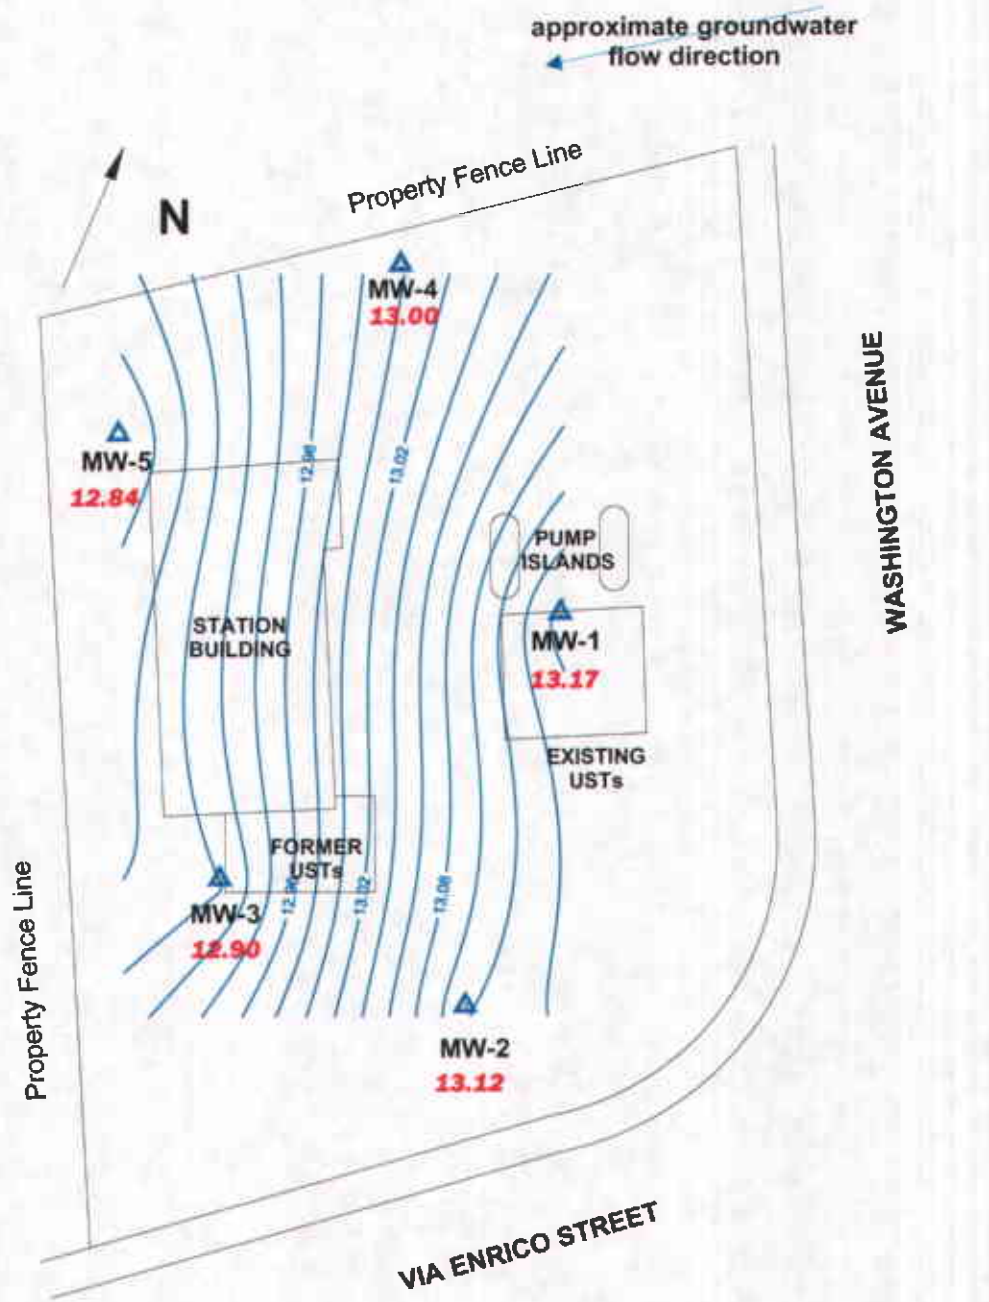 approximate groundwater
flow direction
Property Fence Line
N
MW-4
13.00
WASHINGTON AVENUE
MW-5
12.84
12.98
13.02
PUMP
ISLANDS
STATION
BUILDING
MW-1
13.17
EXISTING
USTs
FORMER
USTs
13.02
13.08
MW-3
12.90
Property Fence Line
MW-2
13.12
VIA ENRICO STREET